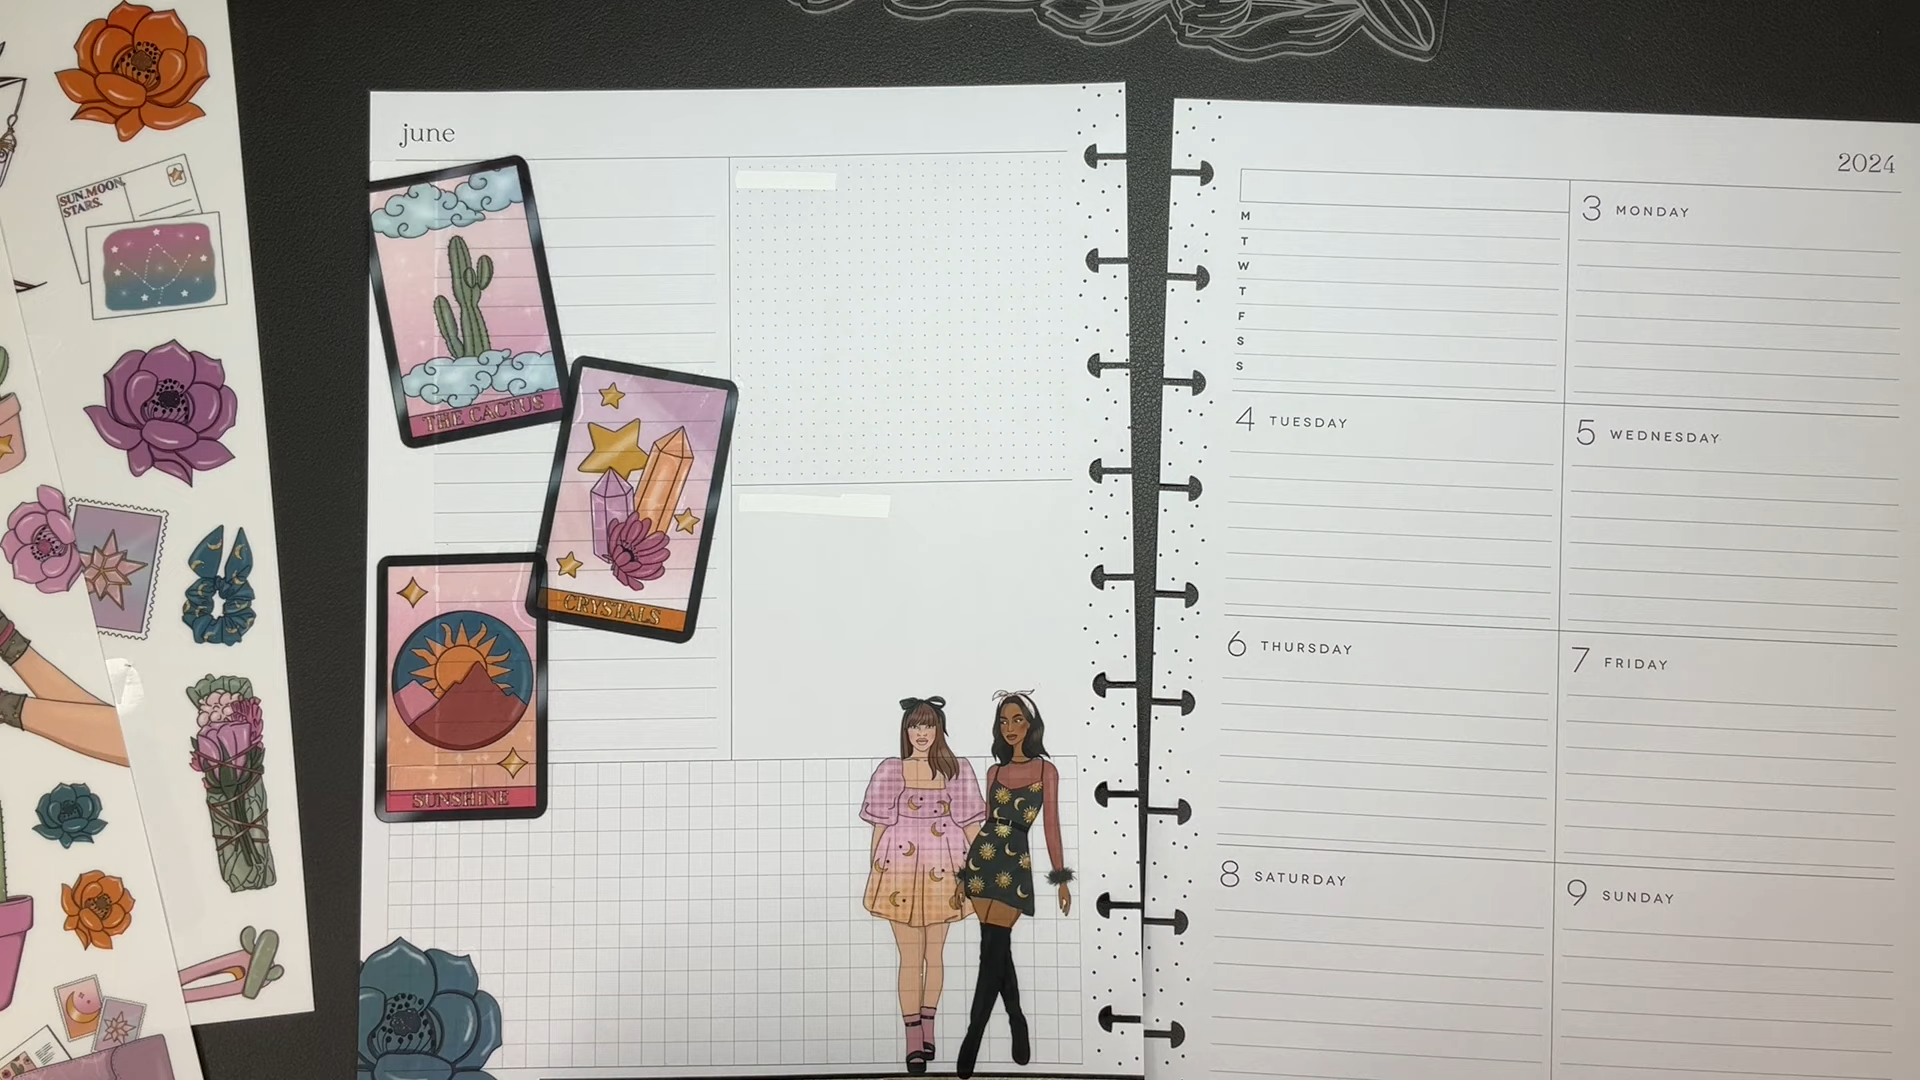 SUN.MOON.
STARS.
june
THE CACTUS
CRYSTALS
SUNSHINE
2024
M
T
W
T
F
S
S
3 MONDAY
4 TUESDAY
5 WEDNESDAY
6 THURSDAY
7 FRIDAY
8 SATURDAY
9 SUNDAY